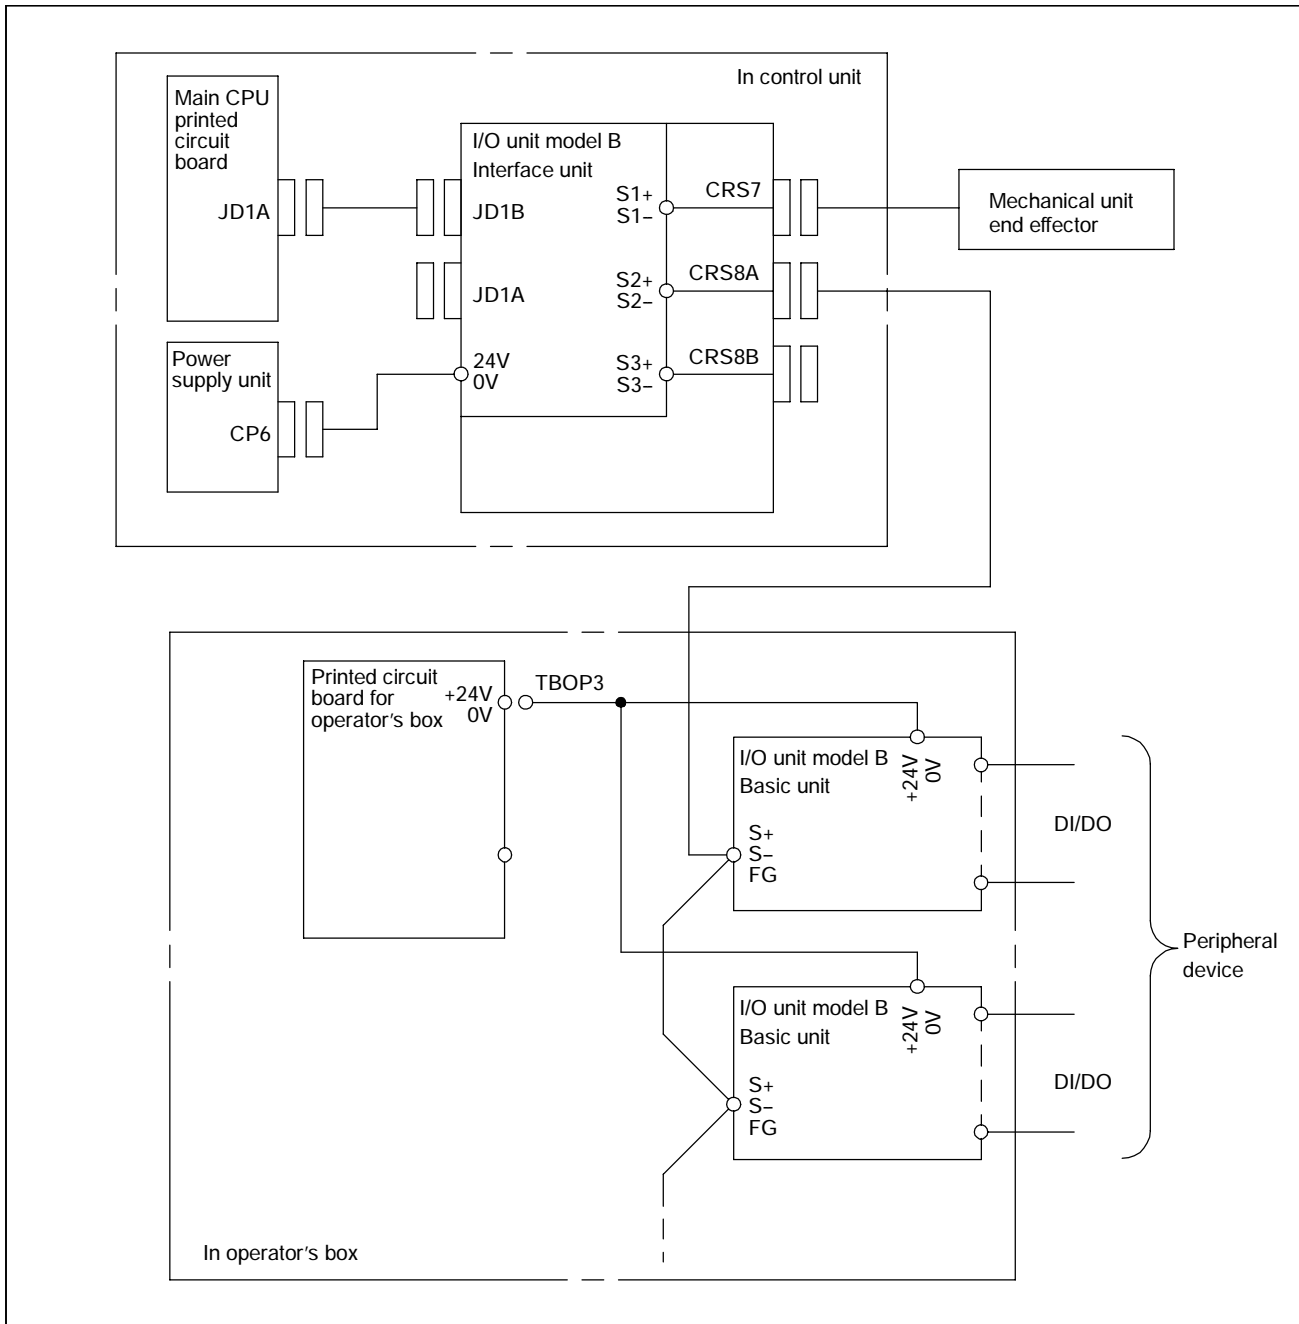 In control unit
Main CPU
printed
circuit
board
JD1A
I/O unit model B
Interface unit
JD1B
JD1A
24V
0V
S1+
S1–
CRS7
S2+
S2–
CRS8A
S3+
S3–
CRS8B
Mechanical unit
end effector
Power
supply unit
CP6
Printed circuit
board for
operator's box
+24V
0V
TBOP3
I/O unit model B
Basic unit
+24V
0V
S+
S–
FG
DI/DO
I/O unit model B
Basic unit
+24V
0V
S+
S–
FG
DI/DO
Peripheral
device
In operator's box